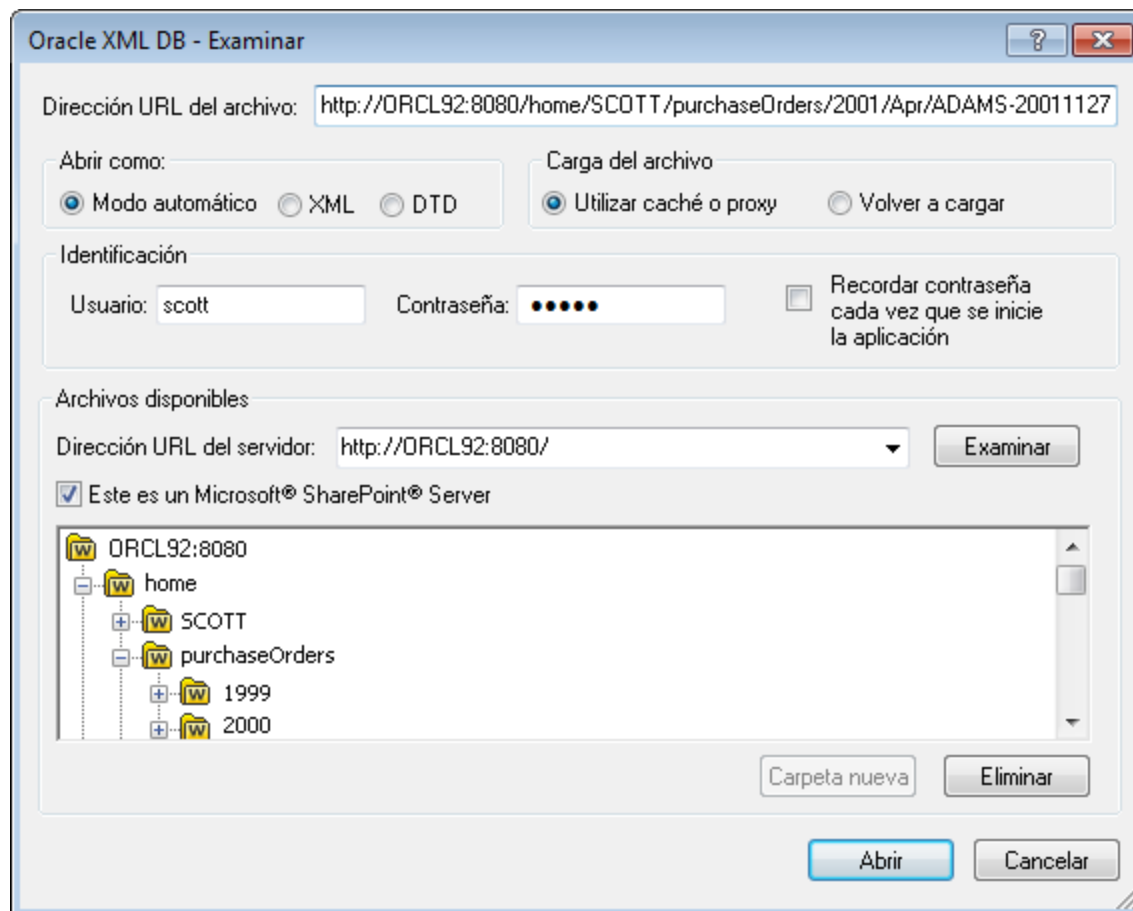 Oracle XML DB - Examinar
Dirección URL del archivo: http://ORCL92:8080/home/SCOTT/purchaseOrders/2001/Apr/ADAMS-20011127
Abrir como: Carga del archivo
Modo automático XML DTD Utilizar caché o proxy Volver a cargar
Identificación
Usuario: scott Contraseña: ●●●●● Recordar contraseña
cada vez que se inicie
la aplicación
Archivos disponibles
Dirección URL del servidor: http://ORCL92:8080/ Examinar
Este es un Microsoft® SharePoint® Server
ORCL92:8080
home
SCOTT
purchaseOrders
1999
2000
Carpeta nueva Eliminar
Abrir Cancelar